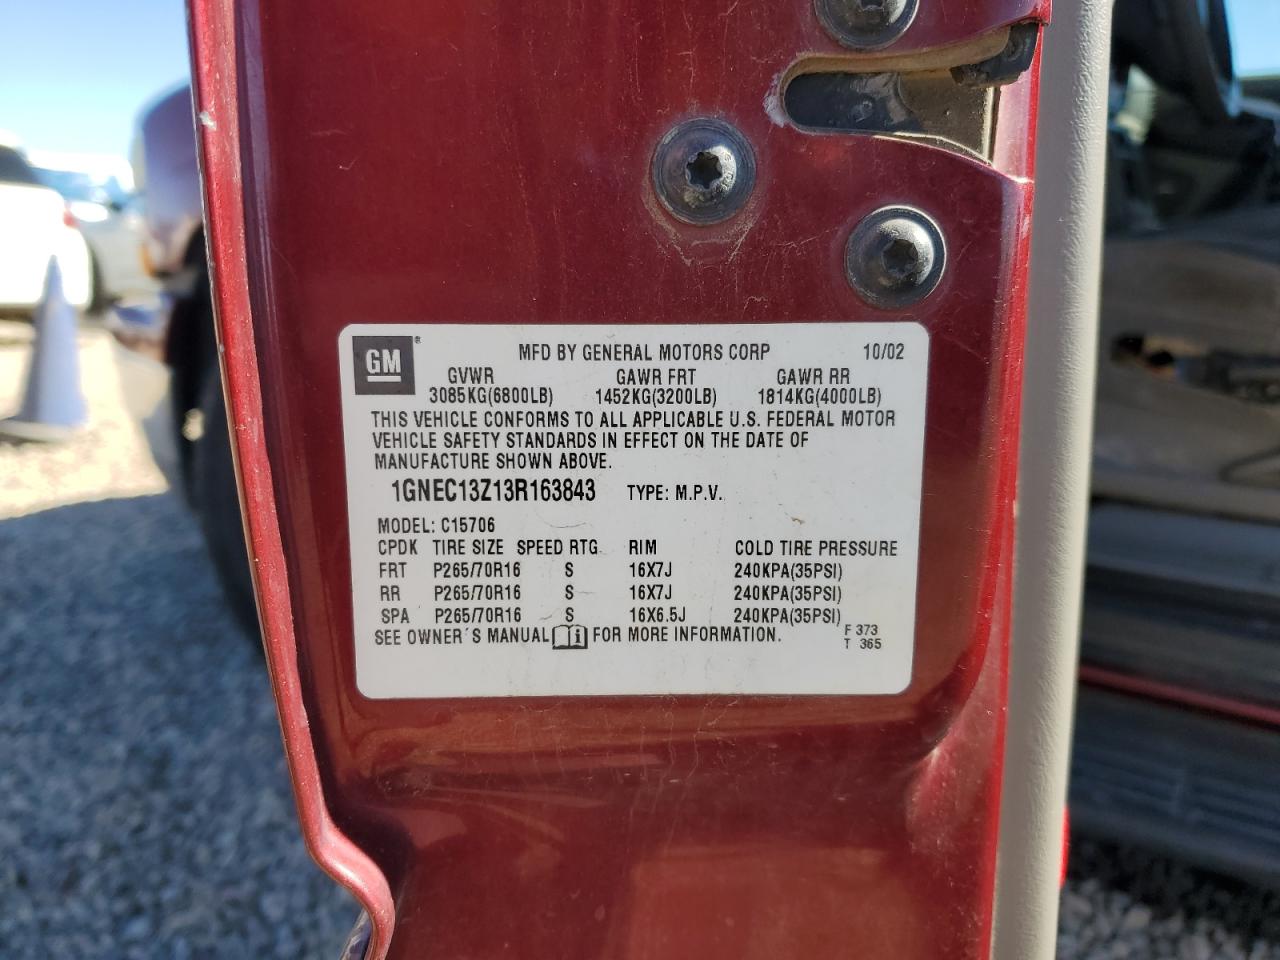 GM ® MFD BY GENERAL MOTORS CORP 10/02
GVWR GAWR FRT GAWR RR
3085KG(6800LB) 1452KG(3200LB) 1814KG(4000LB)
THIS VEHICLE CONFORMS TO ALL APPLICABLE U.S. FEDERAL MOTOR
VEHICLE SAFETY STANDARDS IN EFFECT ON THE DATE OF
MANUFACTURE SHOWN ABOVE.
1GNEC13Z13R163843 TYPE: M.P.V.
MODEL: C15706
CPDK TIRE SIZE SPEED RTG RIM COLD TIRE PRESSURE
FRT P265/70R16 S 16X7J 240KPA(35PSI)
RR P265/70R16 S 16X7J 240KPA(35PSI)
SPA P265/70R16 S 16X6.5J 240KPA(35PSI)
SEE OWNER´S MANUAL i FOR MORE INFORMATION. F 373
T 365